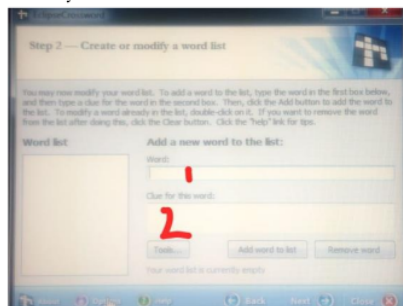 EclipseCrossword
Step 2 — Create or modify a word list
You may now modify your word list. To add a word to the list, type the word in the first box below,
and then type a clue for the word in the second box. Then, click the Add button to add the word to
the list. To modify a word already in the list, double-click on it. If you want to remove the word
from the list after doing this, click the Clear button. Click the "help" link for tips.
Word list
Add a new word to the list:
Word:
1
Clue for this word:
2
Tools...
Add word to list
Remove word
Your word list is currently empty.
About
Options
Back
Next
Close